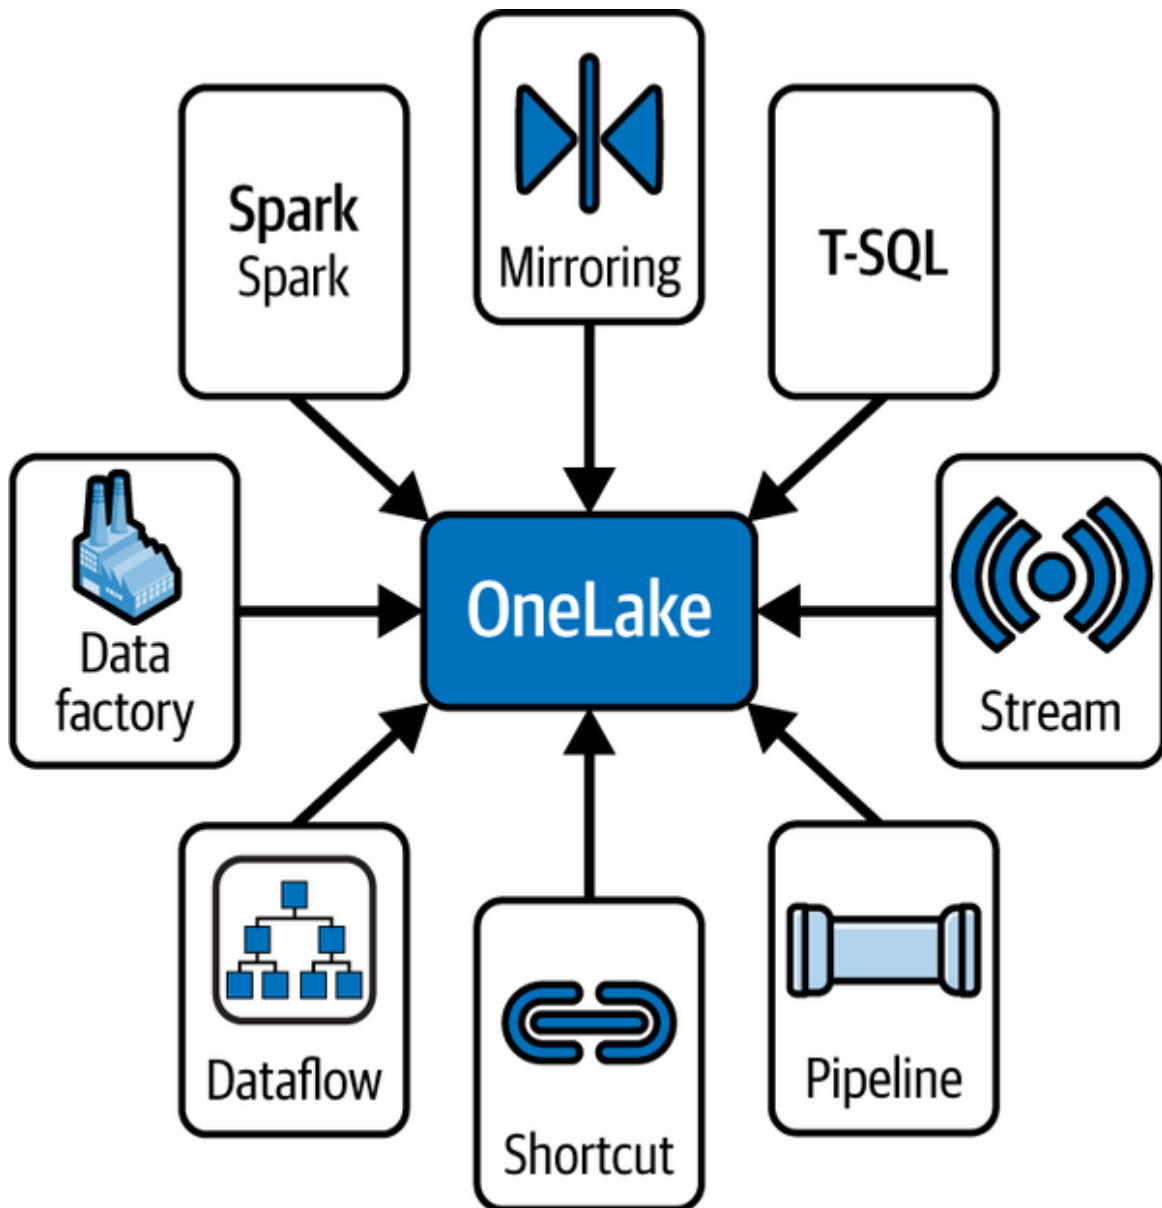 Mirroring
Spark
Spark
T-SQL
Data
factory
OneLake
Stream
Dataflow
Shortcut
Pipeline